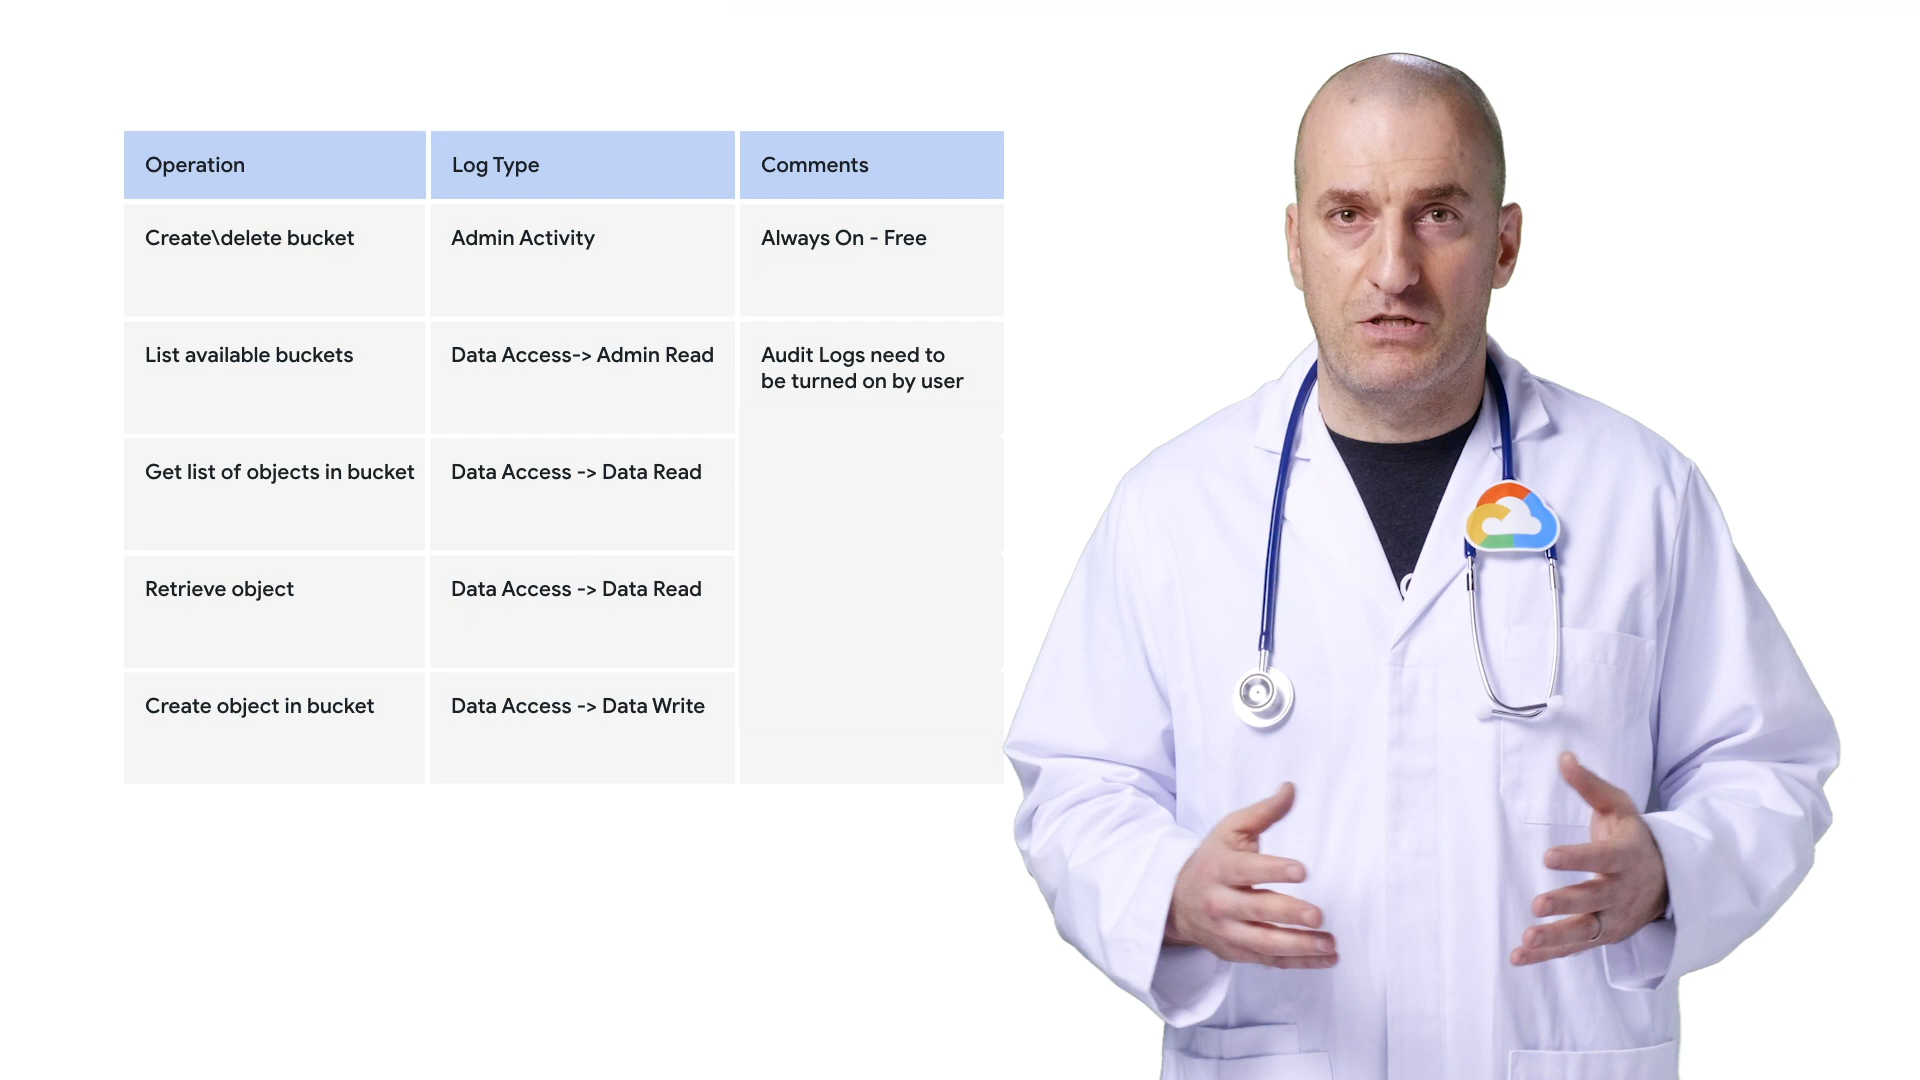 Operation
Log Type
Comments
Create\delete bucket
Admin Activity
Always On - Free
List available buckets
Data Access-> Admin Read
Audit Logs need to
be turned on by user
Get list of objects in bucket
Data Access -> Data Read
Retrieve object
Data Access -> Data Read
Create object in bucket
Data Access -> Data Write